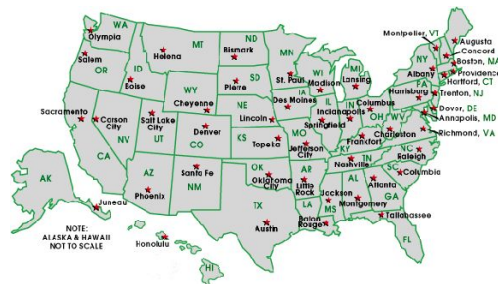 WA
Olympia
Salem
OR
MT
Helena
ND
Bismarck
MN
St. Paul
ID
Boise
SD
Pierre
WY
Cheyenne
WI
Madison
MI
Lansing
Montpelier, VT
Augusta
Concord
NY
Albany
Boston, MA
Providence
Hartford, CT
PA
Harrisburg
Trenton, NJ
Dover, DE
Annapolis, MD
Richmond, VA
Sacramento
Carson
City
NV
CA
Salt Lake
City
UT
Denver
CO
NE
Lincoln
IA
Des Moines
KS
Topeka
MO
Jefferson
City
IL
Springfield
IN
Indianapolis
Columbus
OH
WV
Charleston
KY
Frankfort
VA
NC
Raleigh
TN
Nashville
SC
Columbia
AZ
Phoenix
Santa Fe
NM
OK
Oklahoma
City
AR
Little
Rock
TX
Austin
LA
Baton
Rouge
Jackson
MS
AL
Montgomery
Atlanta
GA
Tallahassee
FL
AK
Juneau
NOTE:
ALASKA & HAWAII
NOT TO SCALE
Honolulu
HI